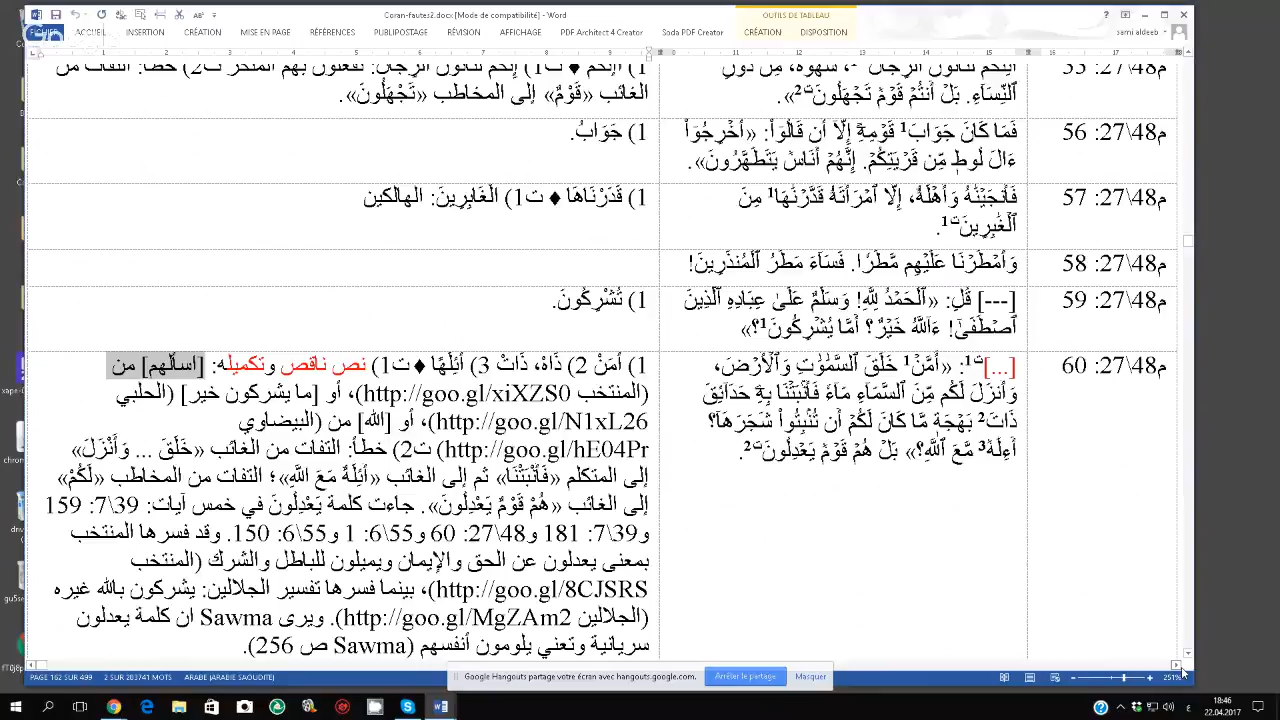 Coran-fautes2.docx [Mode de compatibilité] - Word
OUTILS DE TABLEAU
FICHIER ACCUEIL INSERTION CRÉATION MISE EN PAGE RÉFÉRENCES PUBLIPOSTAGE RÉVISION AFFICHAGE PDF Architect 4 Creator Soda PDF Creator CRÉATION DISPOSITION
sami aldeeb
الغائب «قَوْمٌ» إلى المخاطب «تَجْهَلُونَ».
ٱلنِّسَآءِ. بَلۡ أَنتُمۡ قَوۡمٞ تَجۡهَلُونَت2».
م48\27: 56
فَمَا كَانَ جَوَابَ1 قَوۡمِهِۦٓ إِلَّآ أَن قَالُوٓاْ: «أَخۡرِجُوٓاْ
ءَالَ لُوطٖ مِّن قَرۡيَتِكُمۡ. إِنَّهُمۡ أُنَاسٞ يَتَطَهَّرُونَ».
1) جَوَابُ.
م48\27: 57
فَأَنجَيۡنَٰهُ وَأَهۡلَهُۥٓ، إِلَّا ٱمۡرَأَتَهُۥ قَدَّرۡنَٰهَا1 مِنَ
ٱلۡغَٰبِرِينَت1.
1) قَدَرْنَاهَا ♦ ت1) الْغَابِرِينَ: الهالكين
م48\27: 58
وَأَمۡطَرۡنَا عَلَيۡهِم مَّطَرٗا. فَسَآءَ مَطَرُ ٱلۡمُنذَرِينَ!
م48\27: 59
[---] قُلِ: «ٱلۡحَمۡدُ لِلَّهِ! وَسَلَٰمٌ عَلَىٰ عِبَادِهِ ٱلَّذِينَ
ٱصۡطَفَىٰٓ! ءَآللَّهُ خَيۡرٌ؟ أَمَّا يُشۡرِكُونَ1؟»
1) تُشْرِكُونَ.
م48\27: 60
[...]ت1: «أَمَّنۡ1 خَلَقَ ٱلسَّمَٰوَٰتِ وَٱلۡأَرۡضَ،
وَأَنزَلَ لَكُم مِّنَ ٱلسَّمَآءِ مَآءٗ فَأَنۢبَتۡنَا بِهِۦ حَدَآئِقَ
ذَاتَ2 بَهۡجَةٖ مَّا كَانَ لَكُمۡ أَن تُنۢبِتُواْ شَجَرَهَآ؟
أَءِلَٰهٞ3 مَّعَ ٱللَّهِ؟» بَلۡ هُمۡ قَوۡمٞ يَعۡدِلُونَت2.
1) أَمَنْ 2) ذَاهْ، ذَاتْ 3) أئِلَهًا ♦ ت1) نص ناقص وتكميله: [اسألهم] من
(المنتخب http://goo.gl/xiXZS0)، أو [ما يشركون خير] (الحلبي
http://goo.gl/N1xL26)، أو [الله] من (البيضاوي
http://goo.gl/hE04Pr) ت2) خطأ: التفات من الغائب «خَلَقَ ... وَأَنْزَلَ»
إلى المتكلم «فَأَنْبَتْنَا» ثم إلى الغائب «أَئِلَهٌ مَعَ اللَّهِ»؛ التفات من المخاطب «لَكُمْ»
إلى الغائب «هُمْ قَوْمٌ يَعْدِلُونَ». جاءت كلمة يَعْدِلُونَ في خمس آيات: 39\7: 159
و39\7: 181 و48\27: 60 و55\6: 1 و55\6: 150. وقد فسرها المنتخب
بمعنى يعدلون عن الحق والإيمان ويميلون للباطل والشرك (المنتخب
http://goo.gl/8CJSRS)، بينما فسرها تفسير الجلالين: يشركون بالله غيره
(الجلالين http://goo.gl/MgZAm2). ويرى Sawma ان كلمة يعدلون
سريانية وتعني يلومون أنفسهم (Sawma ص 256).
PAGE 162 SUR 499 2 SUR 203741 MOTS ARABE (ARABIE SAOUDITE)
Google Hangouts partage votre écran avec hangouts.google.com. Arrêter le partage Masquer
251%
18:46
22.04.2017